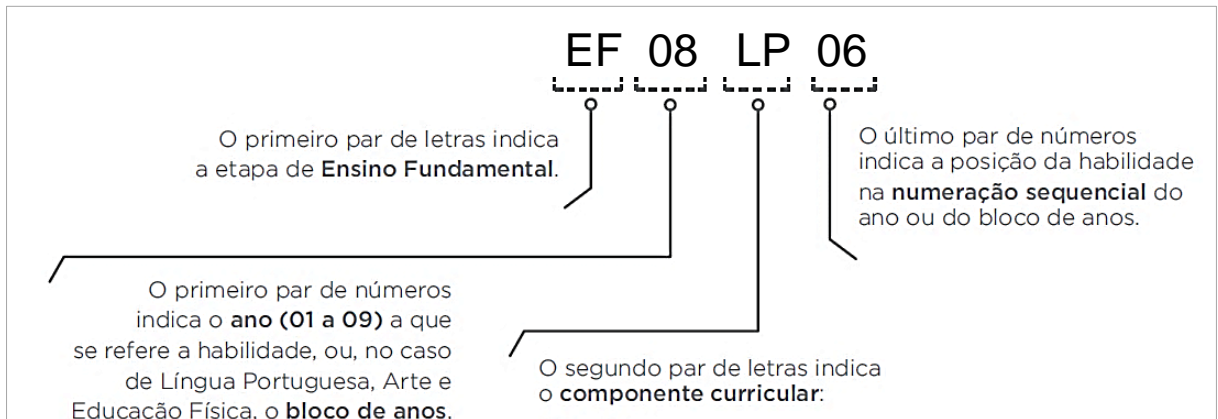 EF 08 LP 06
O primeiro par de letras indica
a etapa de Ensino Fundamental.
O último par de números
indica a posição da habilidade
na numeração sequencial do
ano ou do bloco de anos.
O primeiro par de números
indica o ano (01 a 09) a que
se refere a habilidade, ou, no caso
de Língua Portuguesa, Arte e
Educação Física, o bloco de anos.
O segundo par de letras indica
o componente curricular: